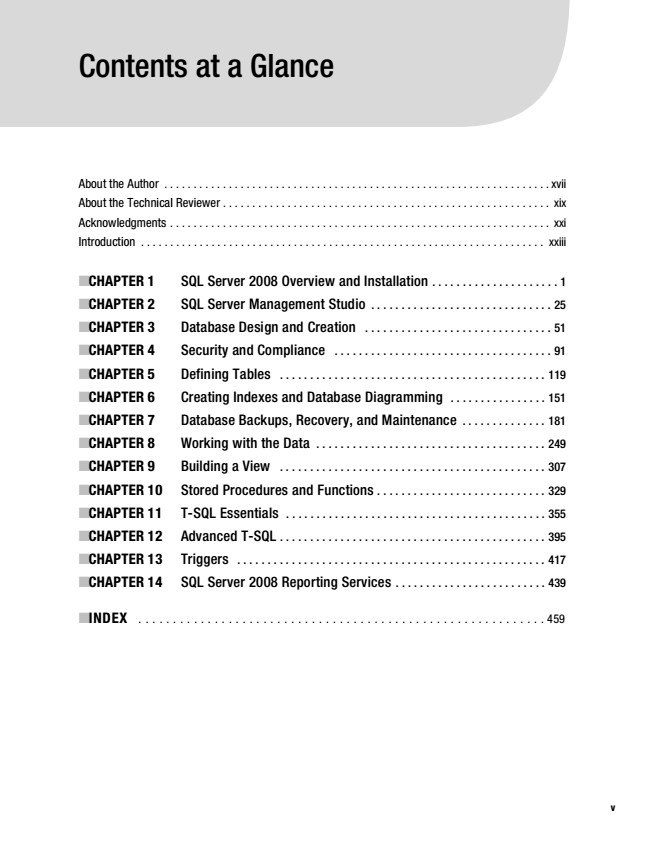 Contents at a Glance
About the Author . . . . . . . . . . . . . . . . . . . . . . . . . . . . . . . . . . . . . . . . . . . . . . . . . . . . . . . . . . . . . . . . . xvii
About the Technical Reviewer . . . . . . . . . . . . . . . . . . . . . . . . . . . . . . . . . . . . . . . . . . . . . . . . . . . . . . . xix
Acknowledgments . . . . . . . . . . . . . . . . . . . . . . . . . . . . . . . . . . . . . . . . . . . . . . . . . . . . . . . . . . . . . . . . xxi
Introduction . . . . . . . . . . . . . . . . . . . . . . . . . . . . . . . . . . . . . . . . . . . . . . . . . . . . . . . . . . . . . . . . . . . . xxiii
■CHAPTER 1 SQL Server 2008 Overview and Installation . . . . . . . . . . . . . . . . . . . . . 1
■CHAPTER 2 SQL Server Management Studio . . . . . . . . . . . . . . . . . . . . . . . . . . . . . . 25
■CHAPTER 3 Database Design and Creation . . . . . . . . . . . . . . . . . . . . . . . . . . . . . . . 51
■CHAPTER 4 Security and Compliance . . . . . . . . . . . . . . . . . . . . . . . . . . . . . . . . . . . . 91
■CHAPTER 5 Defining Tables . . . . . . . . . . . . . . . . . . . . . . . . . . . . . . . . . . . . . . . . . . . . 119
■CHAPTER 6 Creating Indexes and Database Diagramming . . . . . . . . . . . . . . . . 151
■CHAPTER 7 Database Backups, Recovery, and Maintenance . . . . . . . . . . . . . . 181
■CHAPTER 8 Working with the Data . . . . . . . . . . . . . . . . . . . . . . . . . . . . . . . . . . . . . . 249
■CHAPTER 9 Building a View . . . . . . . . . . . . . . . . . . . . . . . . . . . . . . . . . . . . . . . . . . . . 307
■CHAPTER 10 Stored Procedures and Functions . . . . . . . . . . . . . . . . . . . . . . . . . . . . 329
■CHAPTER 11 T-SQL Essentials . . . . . . . . . . . . . . . . . . . . . . . . . . . . . . . . . . . . . . . . . . . 355
■CHAPTER 12 Advanced T-SQL . . . . . . . . . . . . . . . . . . . . . . . . . . . . . . . . . . . . . . . . . . . . 395
■CHAPTER 13 Triggers . . . . . . . . . . . . . . . . . . . . . . . . . . . . . . . . . . . . . . . . . . . . . . . . . . . . 417
■CHAPTER 14 SQL Server 2008 Reporting Services . . . . . . . . . . . . . . . . . . . . . . . . . 439
■INDEX . . . . . . . . . . . . . . . . . . . . . . . . . . . . . . . . . . . . . . . . . . . . . . . . . . . . . . . . . . . 459
v